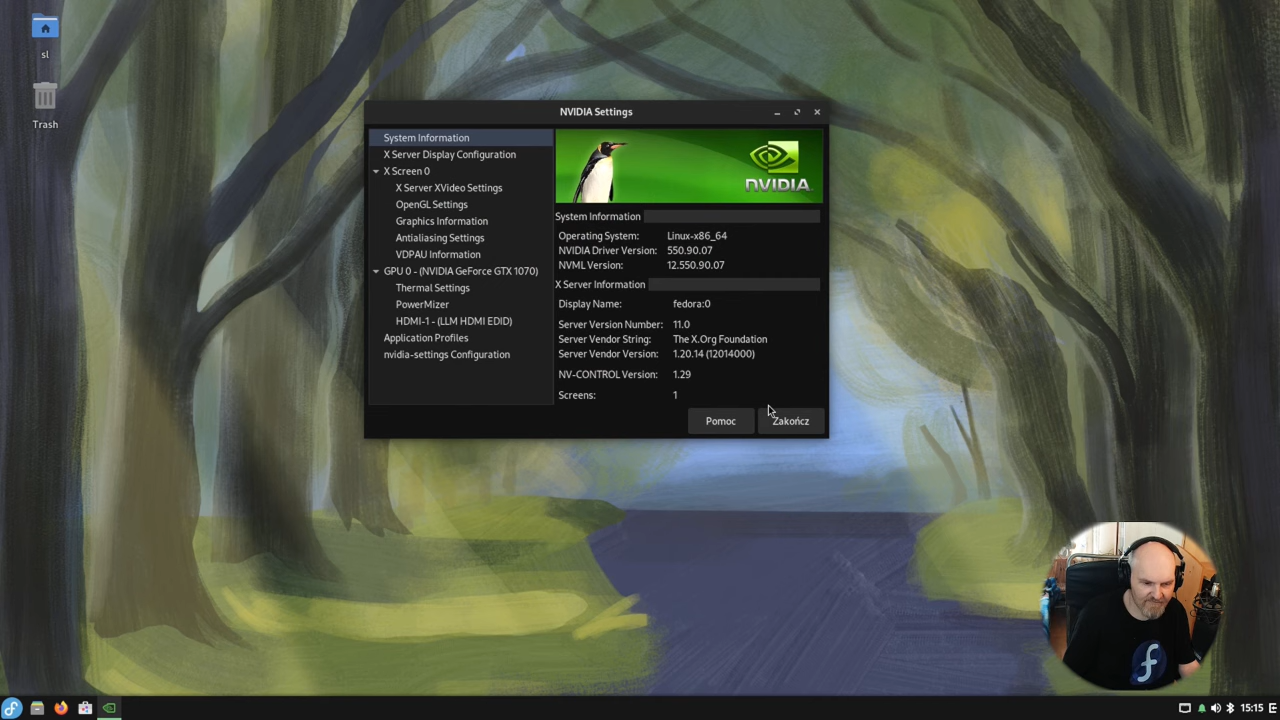 sl
Trash
NVIDIA Settings
System Information
X Server Display Configuration
X Screen 0
X Server XVideo Settings
OpenGL Settings
Graphics Information
Antialiasing Settings
VDPAU Information
GPU 0 - (NVIDIA GeForce GTX 1070)
Thermal Settings
PowerMizer
HDMI-1 - (LLM HDMI EDID)
Application Profiles
nvidia-settings Configuration
NVIDIA.
System Information
Operating System: Linux-x86_64
NVIDIA Driver Version: 550.90.07
NVML Version: 12.550.90.07
X Server Information
Display Name: fedora:0
Server Version Number: 11.0
Server Vendor String: The X.Org Foundation
Server Vendor Version: 1.20.14 (12014000)
NV-CONTROL Version: 1.29
Screens: 1
Pomoc Zakończ
15:15